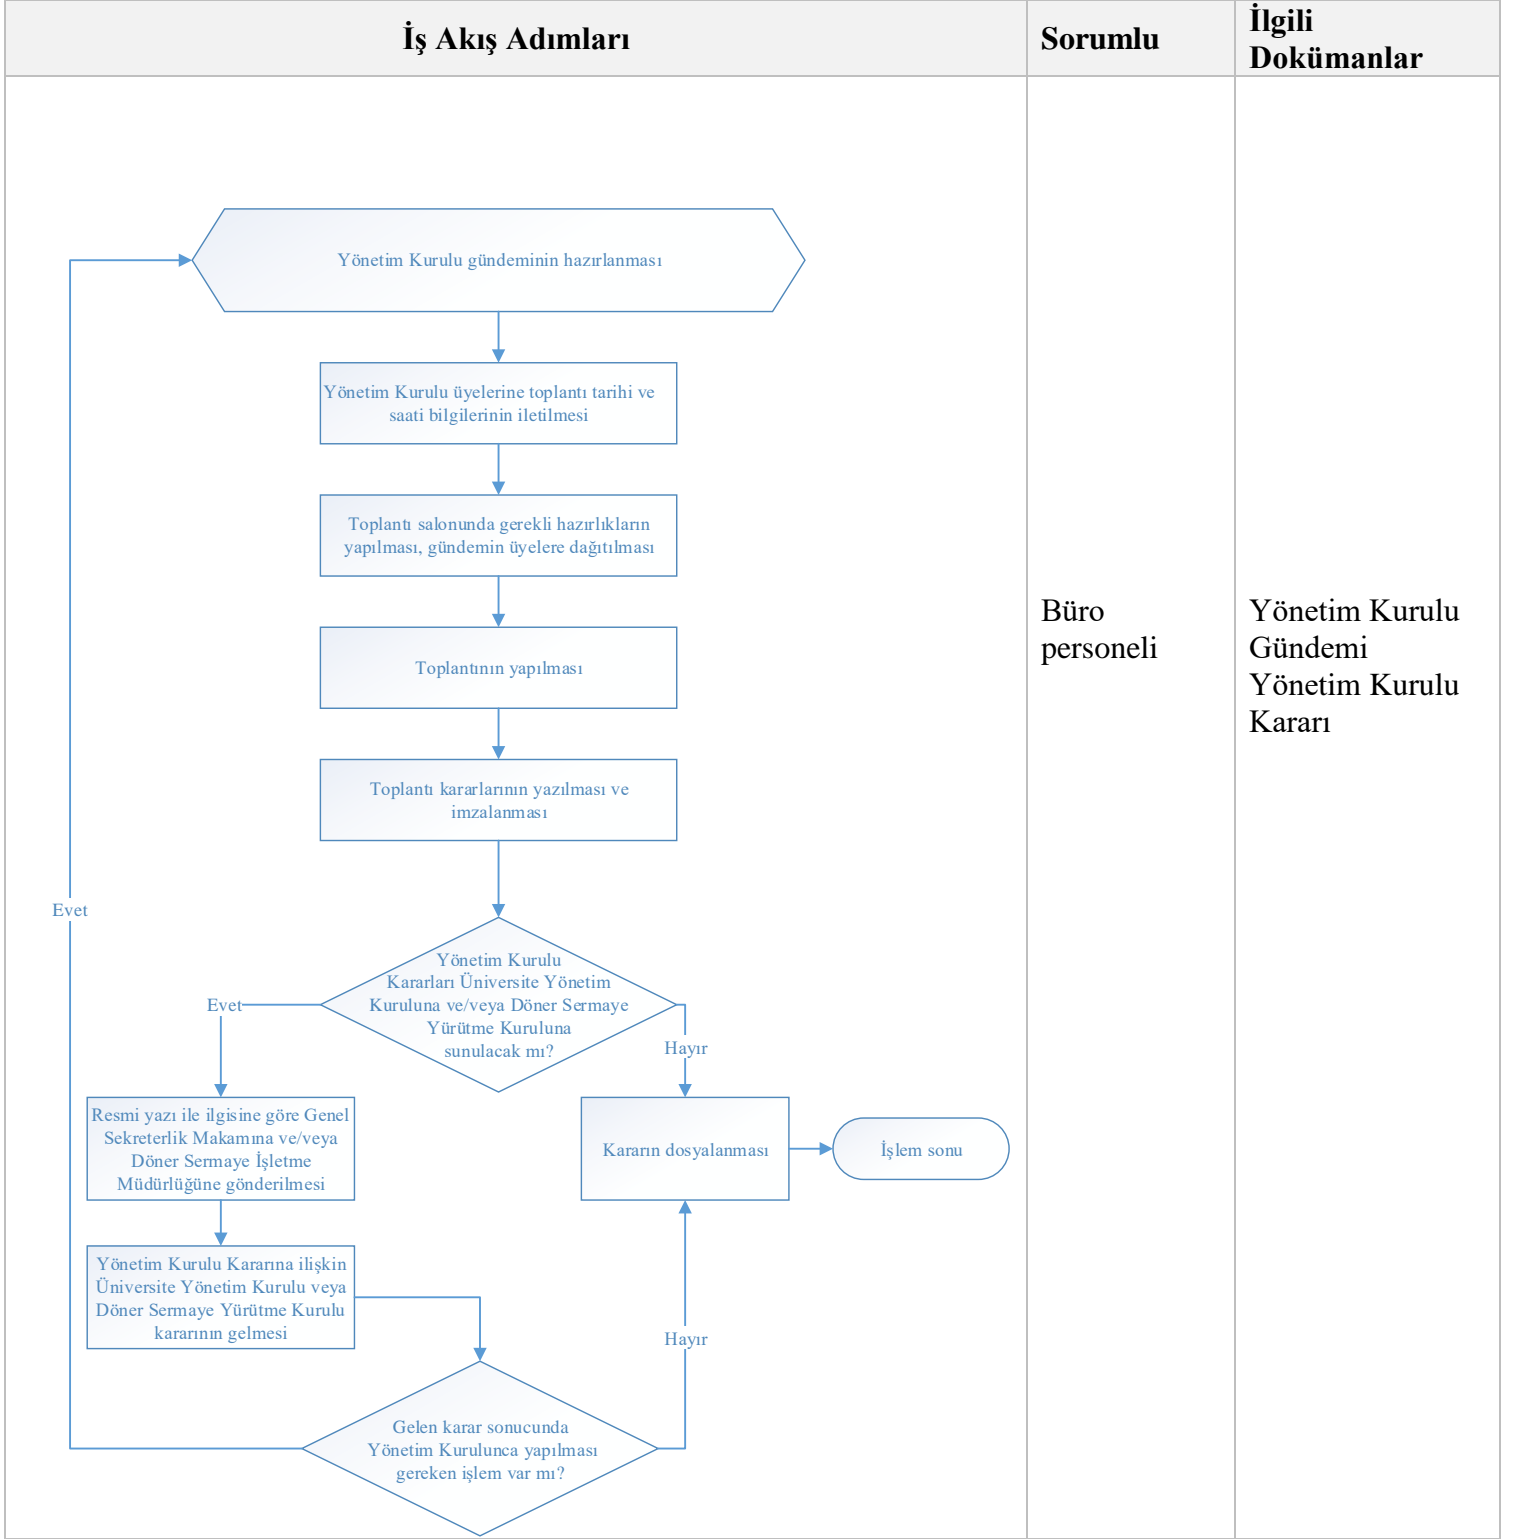 İş Akış Adımları
Sorumlu
İlgili
Dokümanlar
Yönetim Kurulu gündeminin hazırlanması
Yönetim Kurulu üyelerine toplantı tarihi ve
saati bilgilerinin iletilmesi
Toplantı salonunda gerekli hazırlıkların
yapılması, gündemin üyelere dağıtılması
Toplantının yapılması
Toplantı kararlarının yazılması ve
imzalanması
Evet
Yönetim Kurulu
Kararları Üniversite Yönetim
Kuruluna ve/veya Döner Sermaye
Yürütme Kuruluna
sunulacak mı?
Evet
Hayır
Resmi yazı ile ilgisine göre Genel
Sekreterlik Makamına ve/veya
Döner Sermaye İşletme
Müdürlüğüne gönderilmesi
Kararın dosyalanması
İşlem sonu
Yönetim Kurulu Kararına ilişkin
Üniversite Yönetim Kurulu veya
Döner Sermaye Yürütme Kurulu
kararının gelmesi
Hayır
Gelen karar sonucunda
Yönetim Kurulunca yapılması
gereken işlem var mı?
Büro
personeli
Yönetim Kurulu
Gündemi
Yönetim Kurulu
Kararı